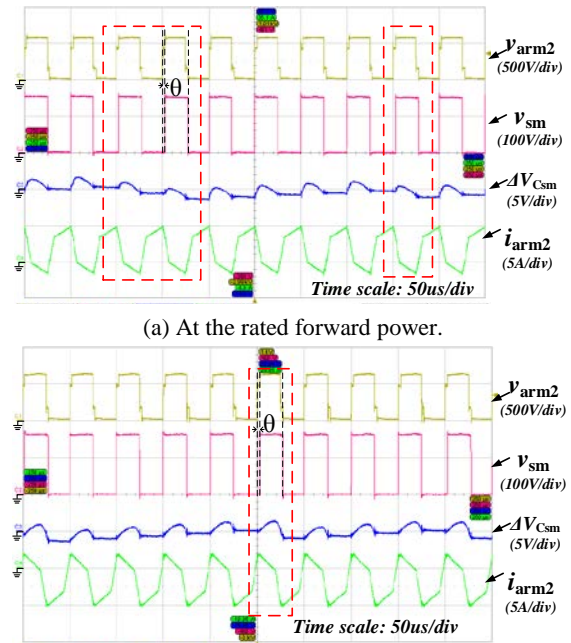 v_arm2
(500V/div)
θ
v_sm
(100V/div)
ΔV_Csm
(5V/div)
i_arm2
(5A/div)
Time scale: 50us/div
(a) At the rated forward power.
v_arm2
(500V/div)
θ
v_sm
(100V/div)
ΔV_Csm
(5V/div)
i_arm2
(5A/div)
Time scale: 50us/div